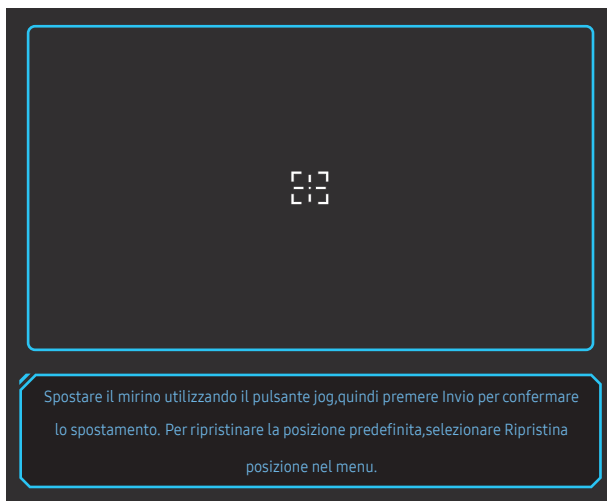 Spostare il mirino utilizzando il pulsante jog,quindi premere Invio per confermare
lo spostamento. Per ripristinare la posizione predefinita,selezionare Ripristina
posizione nel menu.